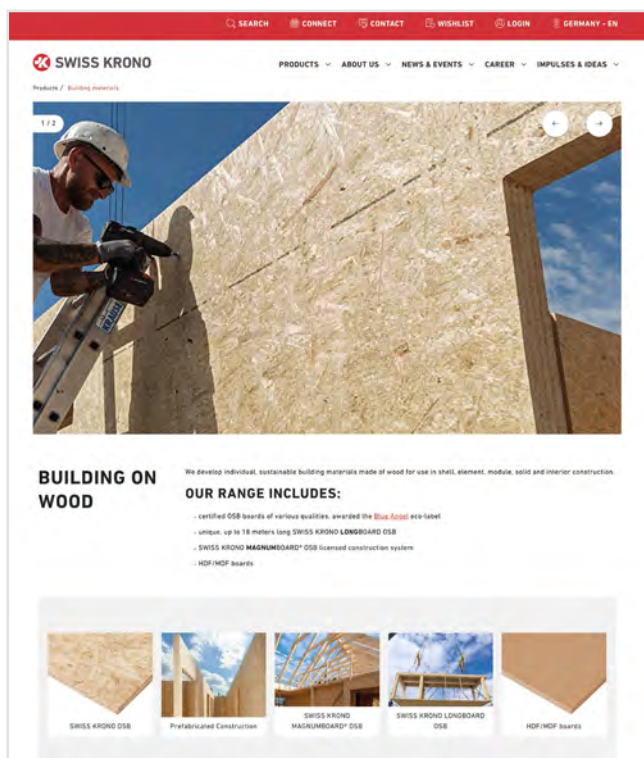 SEARCH CONNECT CONTACT WISHLIST LOGIN GERMANY - EN
SWISS KRONO
PRODUCTS ABOUT US NEWS & EVENTS CAREER IMPULSES & IDEAS
Products / Building materials
1 / 2
KRAUSE
BUILDING ON
WOOD
We develop individual, sustainable building materials made of wood for use in shell, element, module, solid and interior construction.
OUR RANGE INCLUDES:
- certified OSB boards of various qualities, awarded the Blue Angel eco-label
- unique, up to 18 meters long SWISS KRONO LONGBOARD OSB
- SWISS KRONO MAGNUMBOARD® OSB licensed construction system
- HDF/MDF boards
SWISS KRONO OSB
Prefabricated Construction
SWISS KRONO
MAGNUMBOARD® OSB
SWISS KRONO LONGBOARD
OSB
HDF/MDF boards